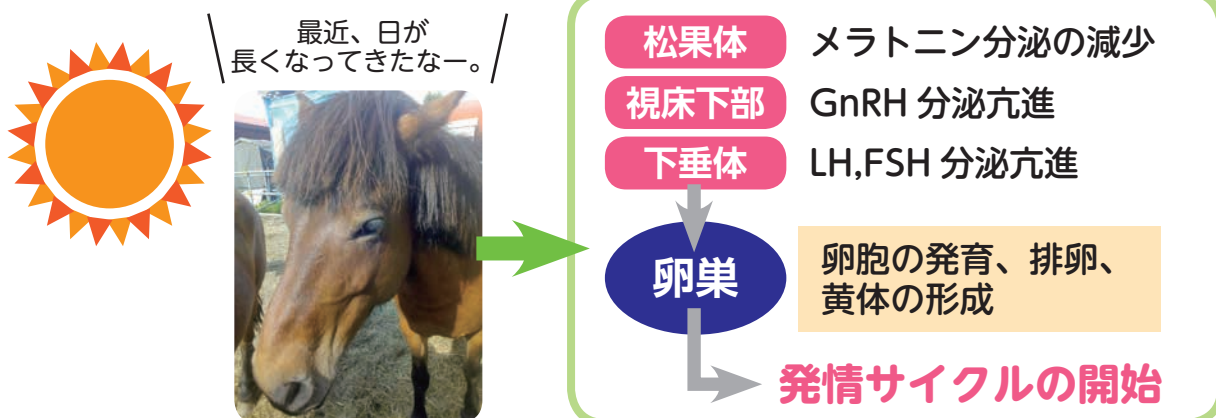 最近、日が
長くなってきたなー。
松果体 メラトニン分泌の減少
視床下部 GnRH 分泌亢進
下垂体 LH,FSH 分泌亢進
卵巣
卵胞の発育、排卵、
黄体の形成
発情サイクルの開始